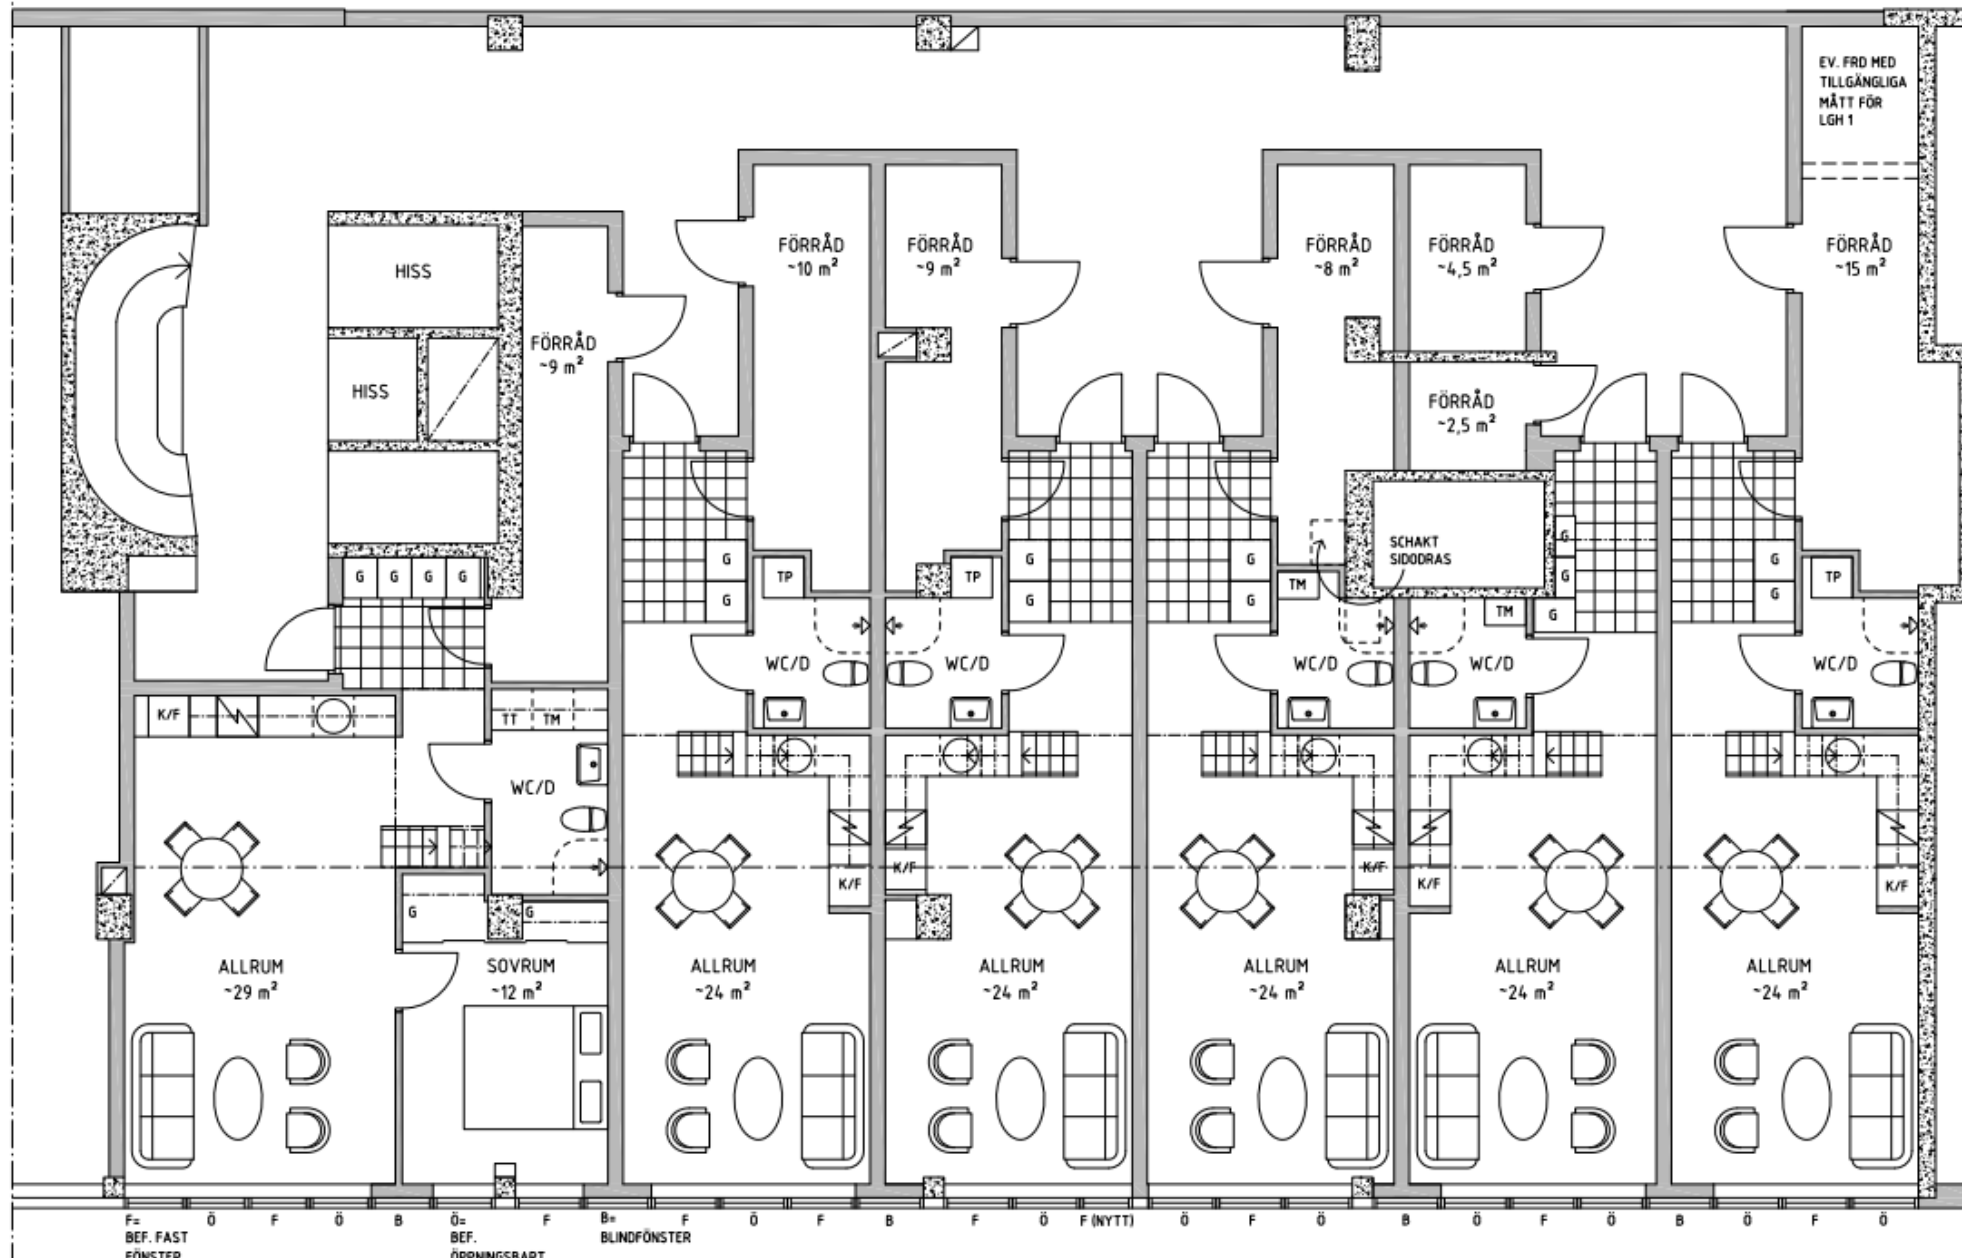 EV. FRD MED
TILLGÄNGLIGA
MÅTT FÖR
LGH 1
HISS
FÖRRÅD
~10 m²
FÖRRÅD
~9 m²
FÖRRÅD
~8 m²
FÖRRÅD
~4,5 m²
FÖRRÅD
~15 m²
FÖRRÅD
~9 m²
HISS
FÖRRÅD
~2,5 m²
SCHAKT
SIDODRAS
G G G G
G
G
TP
TP
G
G
G
G
TM
G
G
G
TM
G
G
TP
WC/D
WC/D
WC/D
WC/D
WC/D
K/F
TT
TM
WC/D
K/F
K/F
K/F
K/F
K/F
G
G
ALLRUM
~29 m²
SOVRUM
~12 m²
ALLRUM
~24 m²
ALLRUM
~24 m²
ALLRUM
~24 m²
ALLRUM
~24 m²
ALLRUM
~24 m²
F=
BEF. FAST
FÖNSTER
Ö
F
Ö
B
Ö=
BEF.
ÖPPNINGSBART
F
B=
BLINDFÖNSTER
F
Ö
F
B
F
Ö
F (NYTT)
Ö
F
Ö
B
Ö
F
Ö
B
Ö
F
Ö